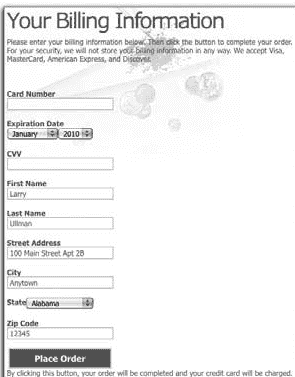 Your Billing Information
Please enter your billing information below. Then click the button to complete your order.
For your security, we will not store your billing information in any way. We accept Visa,
MasterCard, American Express, and Discover.
Card Number
Expiration Date
January 2010
CVV
First Name
Larry
Last Name
Ullman
Street Address
100 Main Street Apt 2B
City
Anytown
State Alabama
Zip Code
12345
Place Order
By clicking this button, your order will be completed and your credit card will be charged.